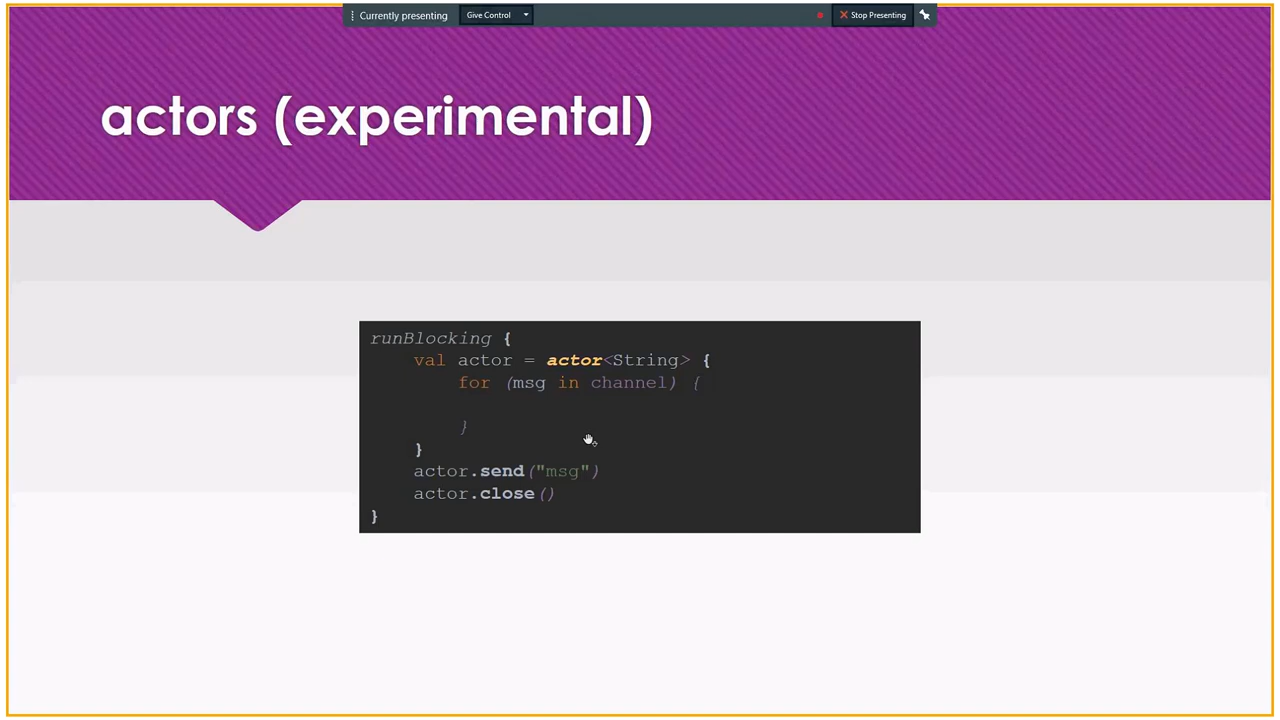 Currently presenting Give Control Stop Presenting
actors (experimental)
runBlocking {
val actor = actor<String> {
for (msg in channel) {
}
}
actor.send("msg")
actor.close()
}